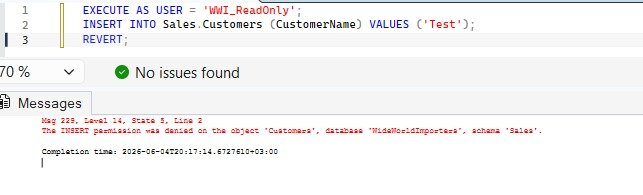 1 EXECUTE AS USER = 'WWI_ReadOnly';
2 INSERT INTO Sales.Customers (CustomerName) VALUES ('Test');
3 REVERT;
70 %
No issues found
Messages
Msg 229, Level 14, State 5, Line 2
The INSERT permission was denied on the object 'Customers', database 'WideWorldImporters', schema 'Sales'.
Completion time: 2026-06-04T20:17:14.6727610+03:00